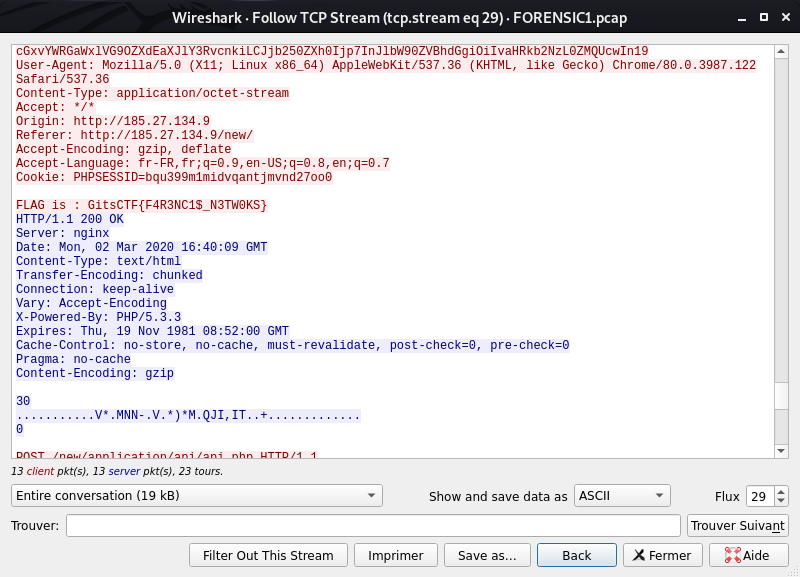 Wireshark · Follow TCP Stream (tcp.stream eq 29) · FORENSIC1.pcap
cGxvYWRGaWxlVG9OZXdEaXJlY3RvcnkiLCJjb250ZXh0Ijp7InJlbW90ZVBhdGgiOiIvaHRkb2NzL0ZMQUcwIn19
User-Agent: Mozilla/5.0 (X11; Linux x86_64) AppleWebKit/537.36 (KHTML, like Gecko) Chrome/80.0.3987.122
Safari/537.36
Content-Type: application/octet-stream
Accept: */*
Origin: http://185.27.134.9
Referer: http://185.27.134.9/new/
Accept-Encoding: gzip, deflate
Accept-Language: fr-FR,fr;q=0.9,en-US;q=0.8,en;q=0.7
Cookie: PHPSESSID=bqu399m1midvqantjmvnd27oo0
FLAG is : GitsCTF{F4R3NC1$_N3TW0KS}
HTTP/1.1 200 OK
Server: nginx
Date: Mon, 02 Mar 2020 16:40:09 GMT
Content-Type: text/html
Transfer-Encoding: chunked
Connection: keep-alive
Vary: Accept-Encoding
X-Powered-By: PHP/5.3.3
Expires: Thu, 19 Nov 1981 08:52:00 GMT
Cache-Control: no-store, no-cache, must-revalidate, post-check=0, pre-check=0
Pragma: no-cache
Content-Encoding: gzip
30
...........V*.MNN-.V.*)*M.QJI,IT..+.............
0
POST /new/application/api/api.php HTTP/1.1
13 client pkt(s), 13 server pkt(s), 23 tours.
Entire conversation (19 kB) Show and save data as ASCII Flux 29
Trouver: Trouver Suivant
Filter Out This Stream Imprimer Save as… Back Fermer Aide